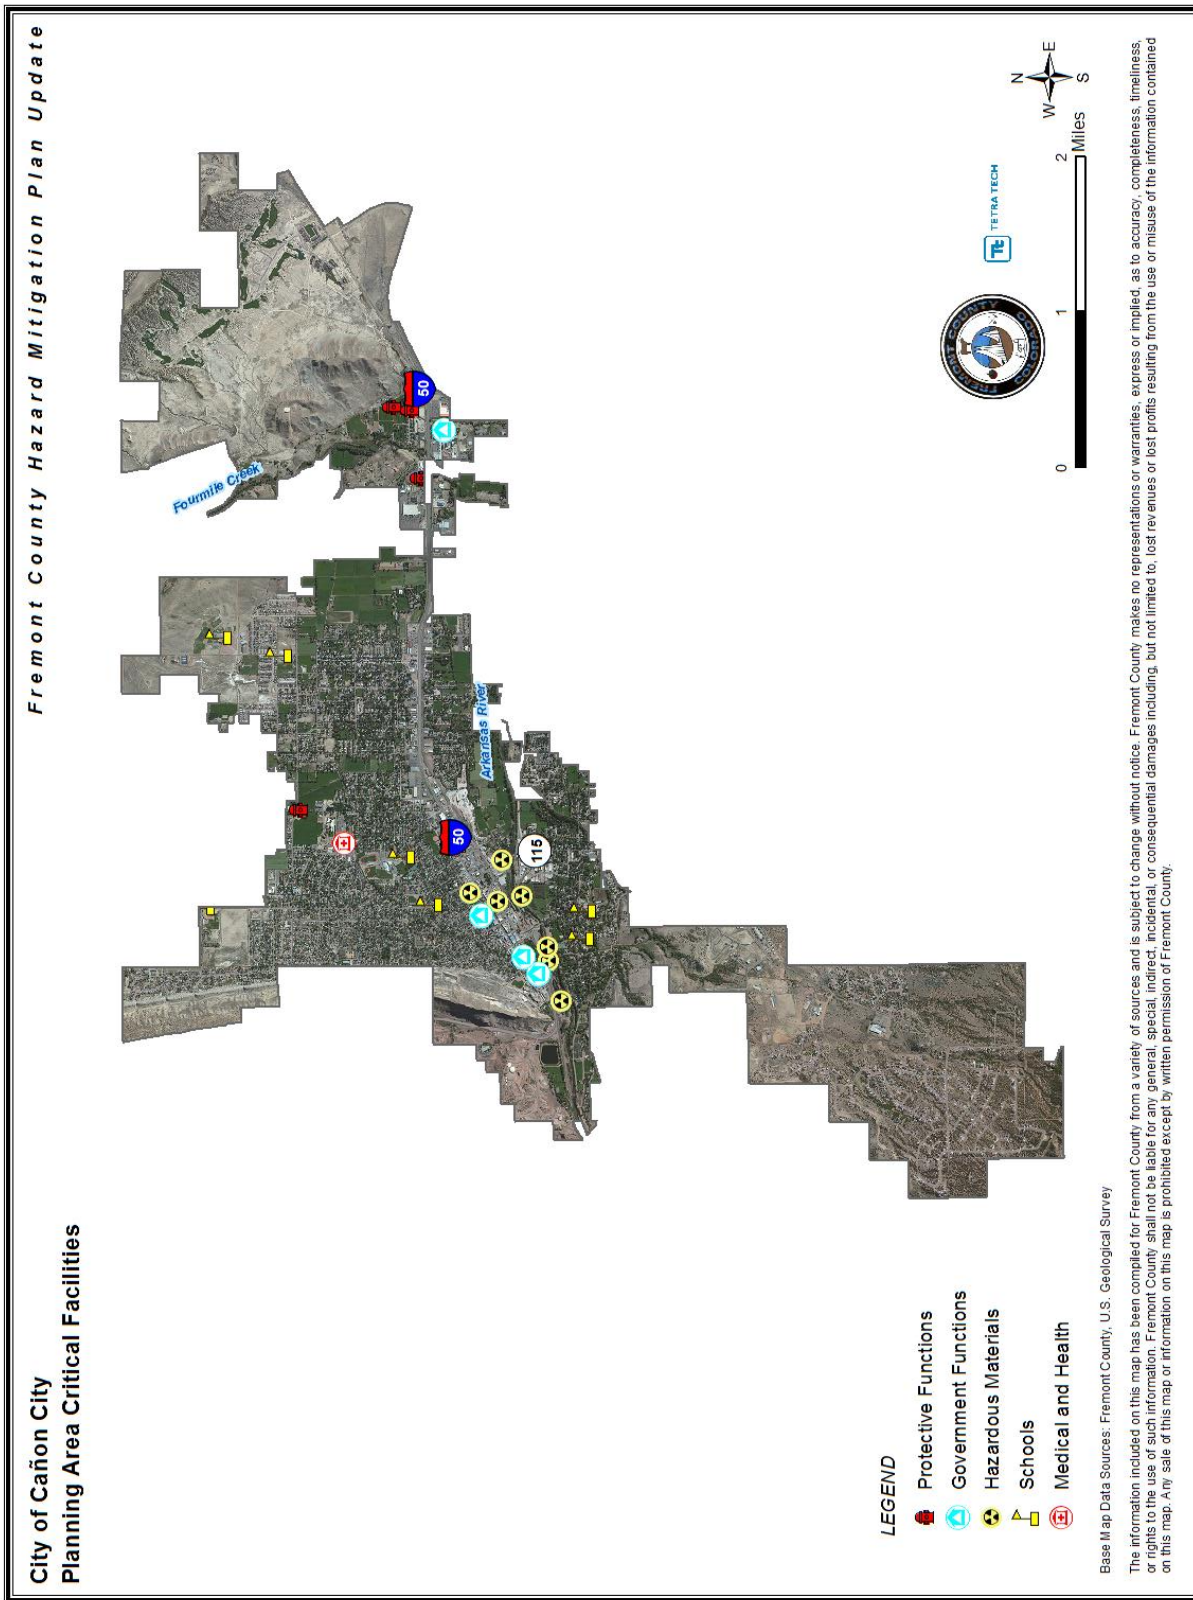 Fremont County Hazard Mitigation Plan Update
City of Cañon City
Planning Area Critical Facilities
Fourmile Creek
50
Arkansas River
50
115
LEGEND
Protective Functions
Government Functions
Hazardous Materials
Schools
Medical and Health
FREMONT COUNTY
COLORADO
Tt TETRA TECH
N
W E
S
0 1 2
Miles
Base Map Data Sources: Fremont County, U.S. Geological Survey
The information included on this map has been compiled for Fremont County from a variety of sources and is subject to change without notice. Fremont County makes no representations or warranties, express or implied, as to accuracy, completeness, timeliness,
or rights to the use of such information. Fremont County shall not be liable for any general, special, indirect, incidental, or consequential damages including, but not limited to, lost revenues or lost profits resulting from the use or misuse of the information contained
on this map. Any sale of this map or information on this map is prohibited except by written permission of Fremont County.